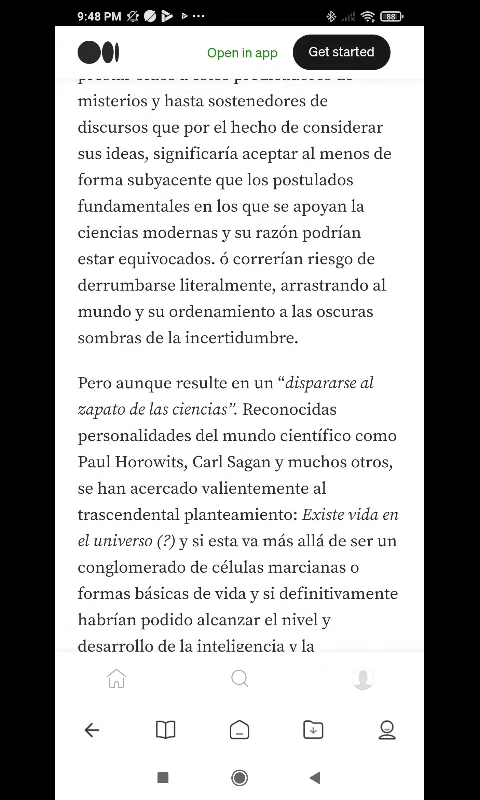 9:48 PM
88
Open in app
Get started
misterios y hasta sostenedores de
discursos que por el hecho de considerar
sus ideas, significaría aceptar al menos de
forma subyacente que los postulados
fundamentales en los que se apoyan la
ciencias modernas y su razón podrían
estar equivocados. ó correrían riesgo de
derrumbarse literalmente, arrastrando al
mundo y su ordenamiento a las oscuras
sombras de la incertidumbre.
Pero aunque resulte en un “dispararse al
zapato de las ciencias”. Reconocidas
personalidades del mundo científico como
Paul Horowits, Carl Sagan y muchos otros,
se han acercado valientemente al
trascendental planteamiento: Existe vida en
el universo (?) y si esta va más allá de ser un
conglomerado de células marcianas o
formas básicas de vida y si definitivamente
habrían podido alcanzar el nivel y
desarrollo de la inteligencia y la